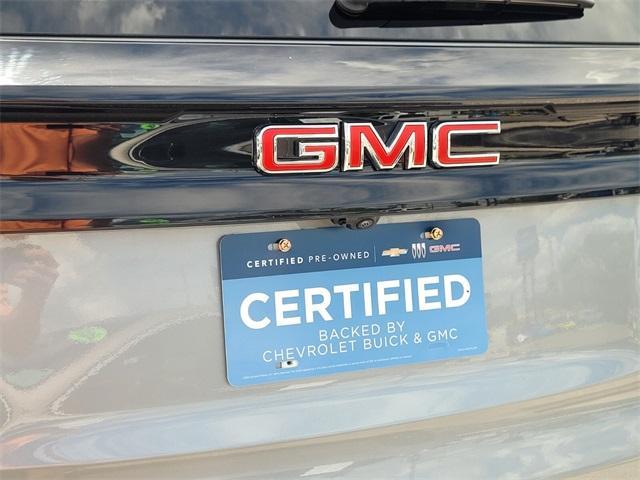 GMC
CERTIFIED PRE-OWNED
GMC
CERTIFIED
BACKED BY
CHEVROLET BUICK & GMC